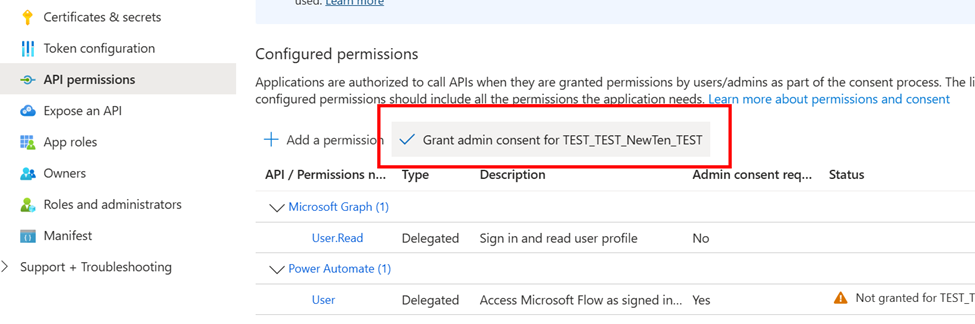 used. Learn more
Certificates & secrets
Token configuration
API permissions
Expose an API
App roles
Owners
Roles and administrators
Manifest
Support + Troubleshooting
Configured permissions
Applications are authorized to call APIs when they are granted permissions by users/admins as part of the consent process. The li
configured permissions should include all the permissions the application needs. Learn more about permissions and consent
Add a permission Grant admin consent for TEST_TEST_NewTen_TEST
API / Permissions n... Type Description Admin consent req... Status
Microsoft Graph (1)
User.Read Delegated Sign in and read user profile No
Power Automate (1)
User Delegated Access Microsoft Flow as signed in... Yes Not granted for TEST_T